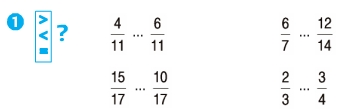 1 > < = ? 4/11 ... 6/11 6/7 ... 12/14
15/17 ... 10/17 2/3 ... 3/4